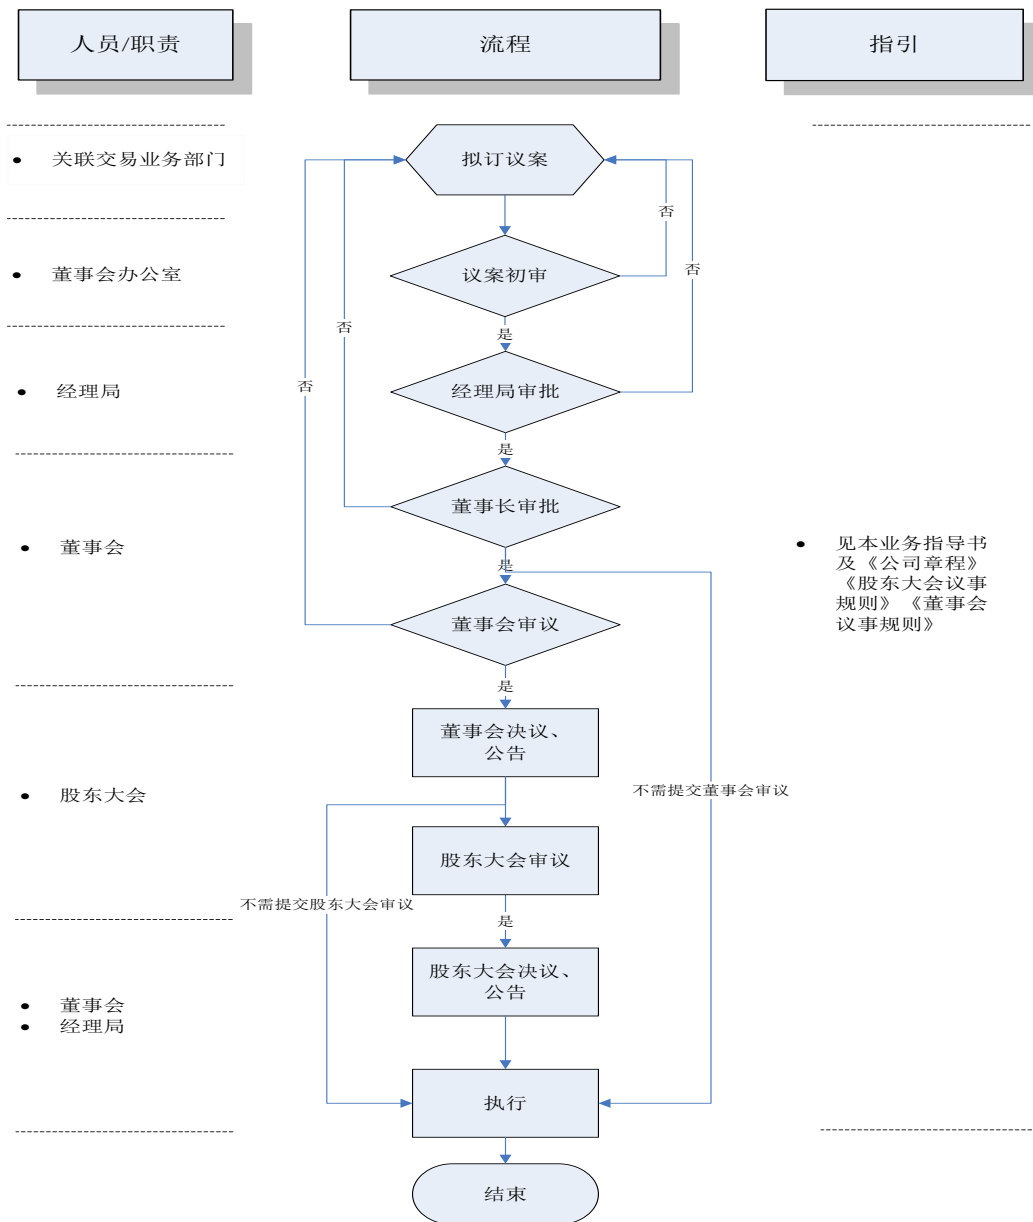 人员/职责
流程
指引
• 关联交易业务部门
拟订议案
否
• 董事会办公室
议案初审
否
是
否
• 经理局
经理局审批
否
是
董事长审批
• 董事会
是
• 见本业务指导书
及《公司章程》
《股东大会议事
规则》《董事会
议事规则》
董事会审议
是
董事会决议、
公告
• 股东大会
不需提交董事会审议
股东大会审议
不需提交股东大会审议
是
股东大会决议、
公告
• 董事会
• 经理局
执行
结束